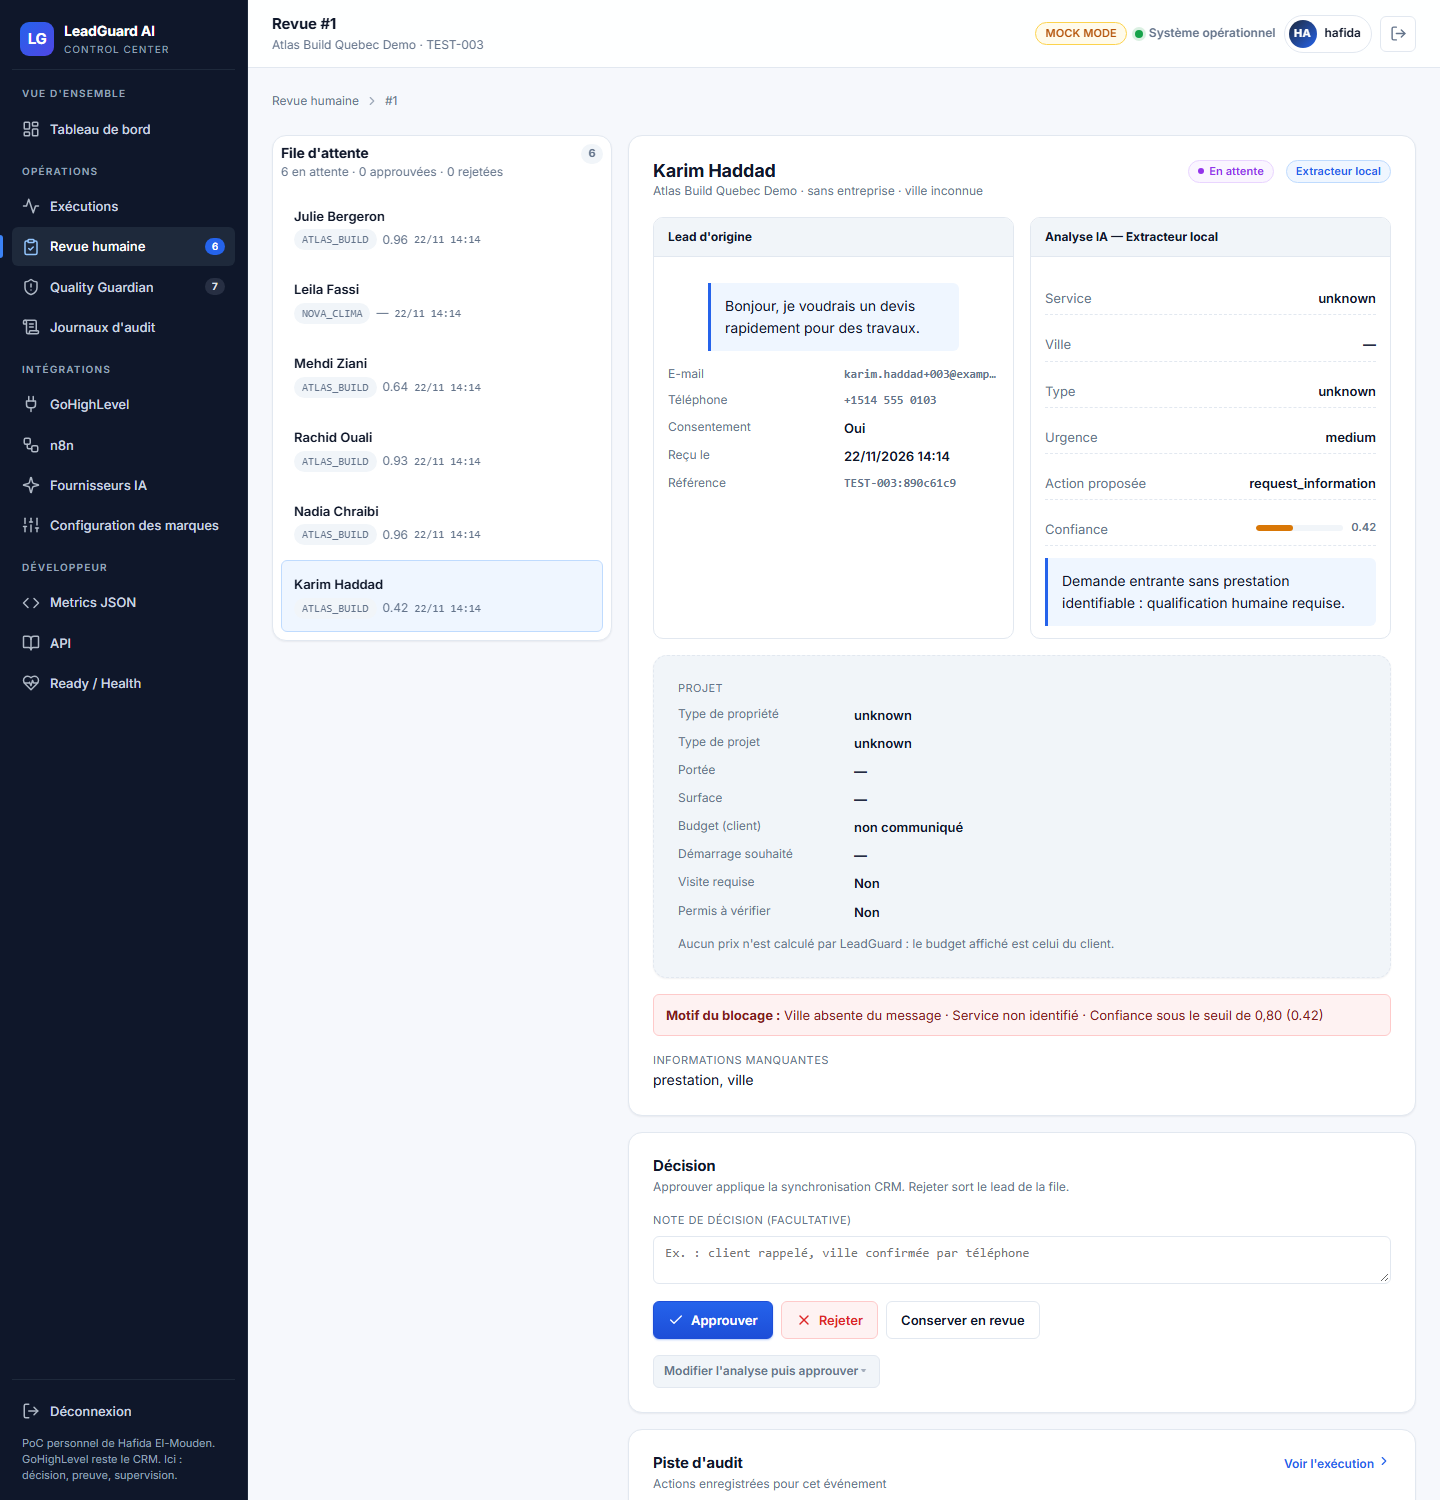 LG
LeadGuard AI
CONTROL CENTER
VUE D'ENSEMBLE
Tableau de bord
OPÉRATIONS
Exécutions
Revue humaine 6
Quality Guardian 7
Journaux d'audit
INTÉGRATIONS
GoHighLevel
n8n
Fournisseurs IA
Configuration des marques
DÉVELOPPEUR
Metrics JSON
API
Ready / Health
Déconnexion
PoC personnel de Hafida El-Mouden.
GoHighLevel reste le CRM. Ici :
décision, preuve, supervision.
Revue #1
Atlas Build Quebec Demo · TEST-003
MOCK MODE
Système opérationnel
HA hafida
Revue humaine > #1
File d'attente 6
6 en attente · 0 approuvées · 0 rejetées
Julie Bergeron
ATLAS_BUILD 0.96 22/11 14:14
Leila Fassi
NOVA_CLIMA — 22/11 14:14
Mehdi Ziani
ATLAS_BUILD 0.64 22/11 14:14
Rachid Ouali
ATLAS_BUILD 0.93 22/11 14:14
Nadia Chraibi
ATLAS_BUILD 0.96 22/11 14:14
Karim Haddad
ATLAS_BUILD 0.42 22/11 14:14
Karim Haddad
Atlas Build Quebec Demo · sans entreprise · ville inconnue
En attente
Extracteur local
Lead d'origine
Bonjour, je voudrais un devis
rapidement pour des travaux.
E-mail karim.haddad+003@examp…
Téléphone +1514 555 0103
Consentement Oui
Reçu le 22/11/2026 14:14
Référence TEST-003:890c61c9
Analyse IA — Extracteur local
Service unknown
Ville —
Type unknown
Urgence medium
Action proposée request_information
Confiance 0.42
Demande entrante sans prestation
identifiable : qualification humaine requise.
PROJET
Type de propriété unknown
Type de projet unknown
Portée —
Surface —
Budget (client) non communiqué
Démarrage souhaité —
Visite requise Non
Permis à vérifier Non
Aucun prix n'est calculé par LeadGuard : le budget affiché est celui du client.
Motif du blocage : Ville absente du message · Service non identifié · Confiance sous le seuil de 0,80 (0.42)
INFORMATIONS MANQUANTES
prestation, ville
Décision
Approuver applique la synchronisation CRM. Rejeter sort le lead de la file.
NOTE DE DÉCISION (FACULTATIVE)
Ex. : client rappelé, ville confirmée par téléphone
Approuver
Rejeter
Conserver en revue
Modifier l'analyse puis approuver
Piste d'audit
Voir l'exécution
Actions enregistrées pour cet événement